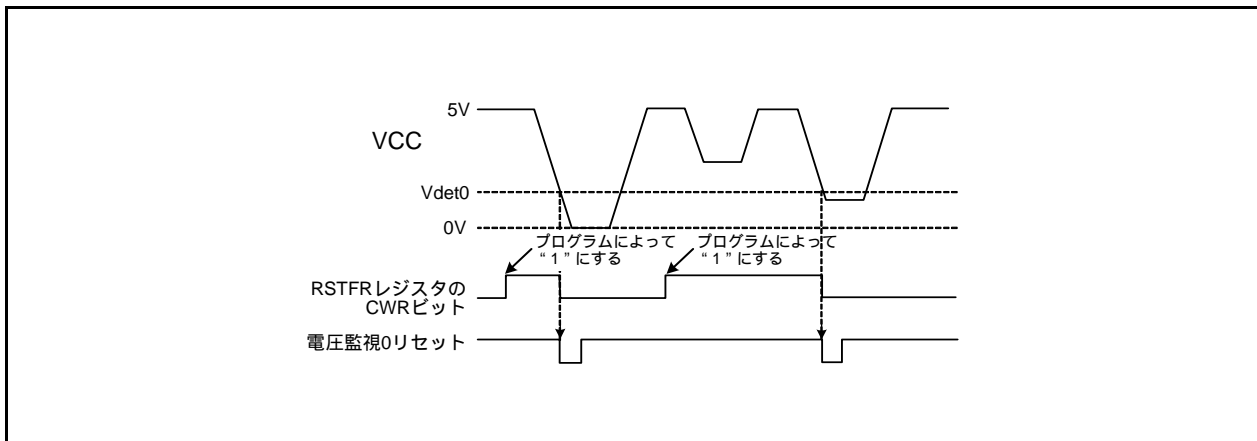 5V
VCC
Vdet0
0V
プログラムによって
“ 1 ” にする
プログラムによって
“ 1 ” にする
RSTFRレジスタの
CWRビット
電圧監視0リセット